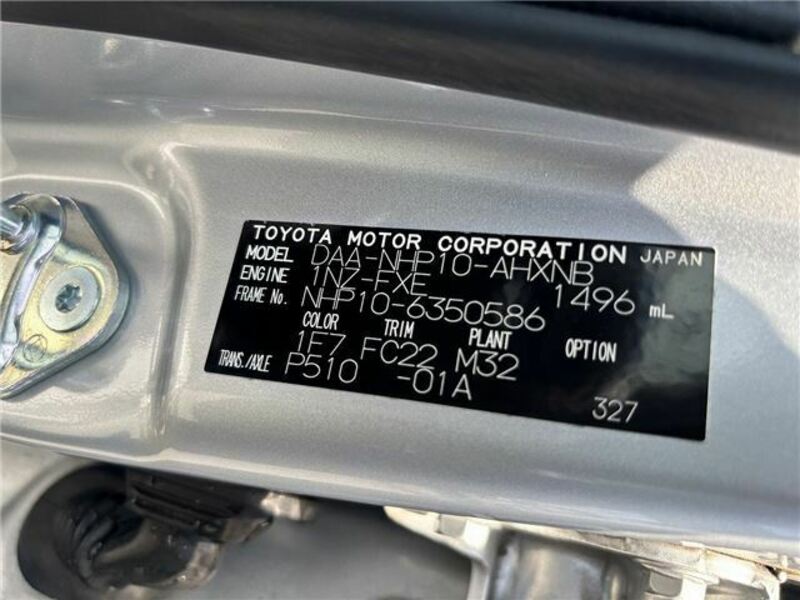 TOYOTA MOTOR CORPORATION JAPAN
MODEL DAA-NHP10-AHXNB
ENGINE 1NZ-FXE 1496 mL
FRAME No. NHP10-6350586
COLOR TRIM PLANT OPTION
1F7 FC22 M32
TRANS./AXLE P510 -01A
327